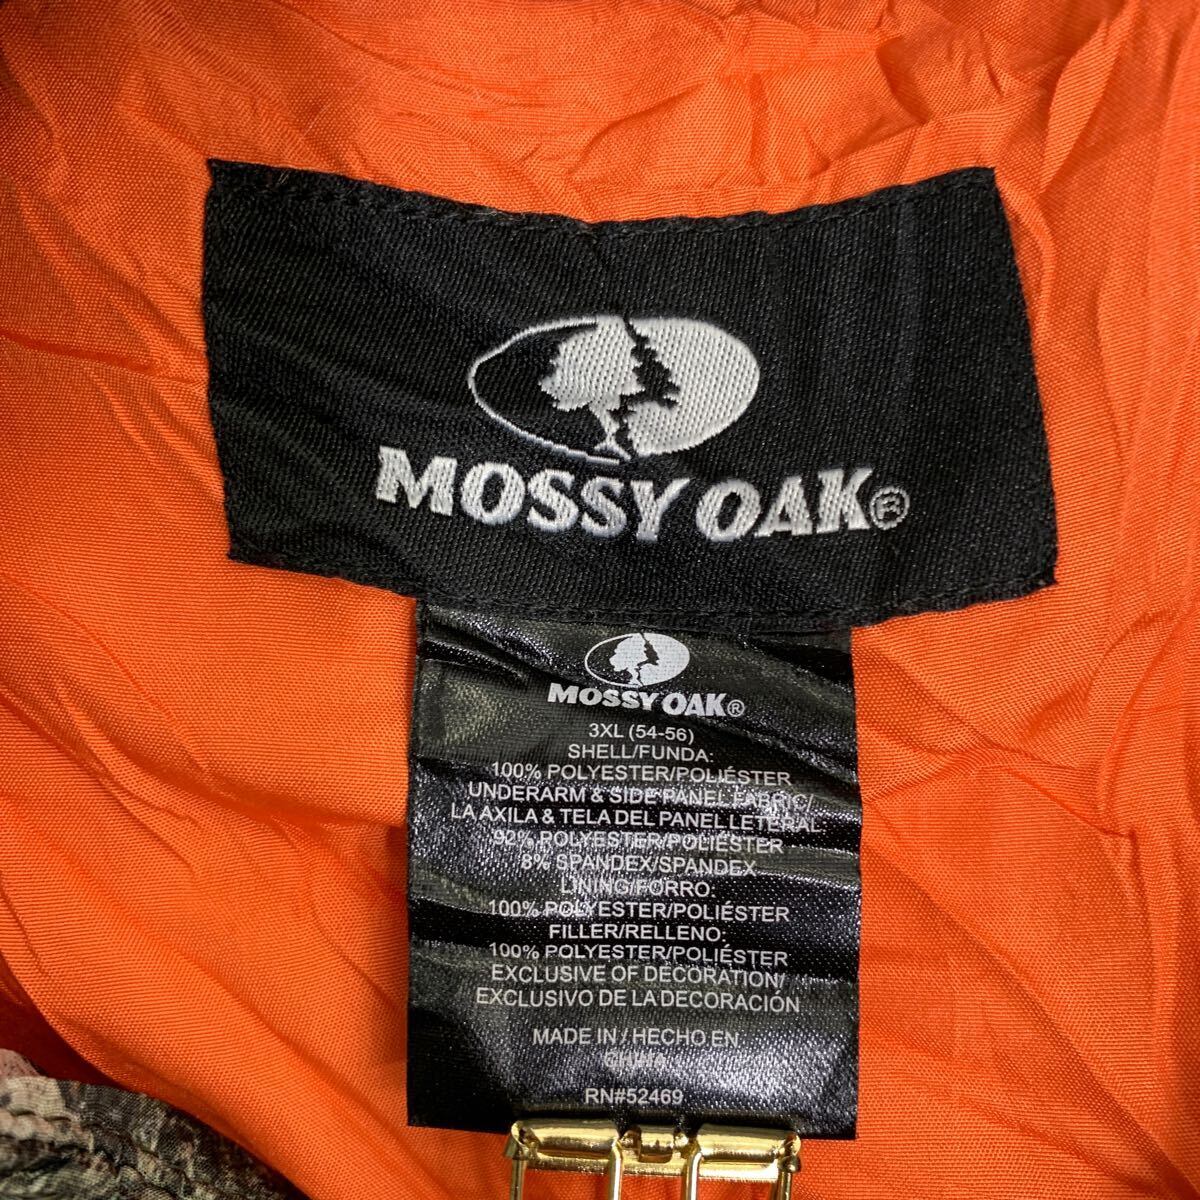 MOSSY OAK®
MOSSY OAK®
3XL (54-56)
SHELL/FUNDA:
100% POLYESTER/POLIÉSTER
UNDERARM & SIDE PANEL FABRIC/
LA AXILA & TELA DEL PANEL LETERAL:
92% POLYESTER/POLIÉSTER
8% SPANDEX/SPANDEX
LINING/FORRO:
100% POLYESTER/POLIÉSTER
FILLER/RELLENO:
100% POLYESTER/POLIÉSTER
EXCLUSIVE OF DECORATION/
EXCLUSIVO DE LA DECORACIÓN
MADE IN / HECHO EN:
CHINA
RN#52469